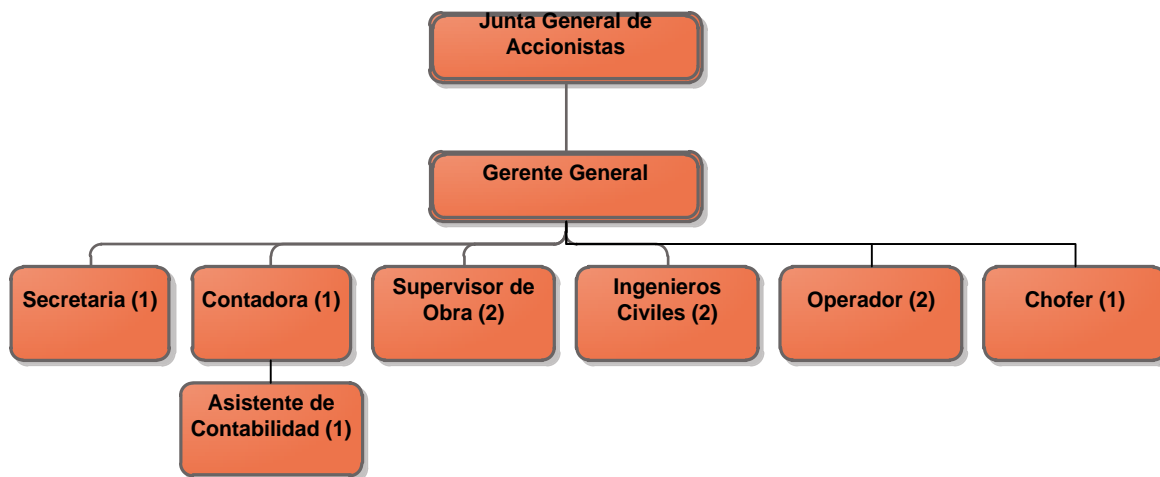 Junta General de
Accionistas
Gerente General
Secretaria (1)
Contadora (1)
Supervisor de
Obra (2)
Ingenieros
Civiles (2)
Operador (2)
Chofer (1)
Asistente de
Contabilidad (1)